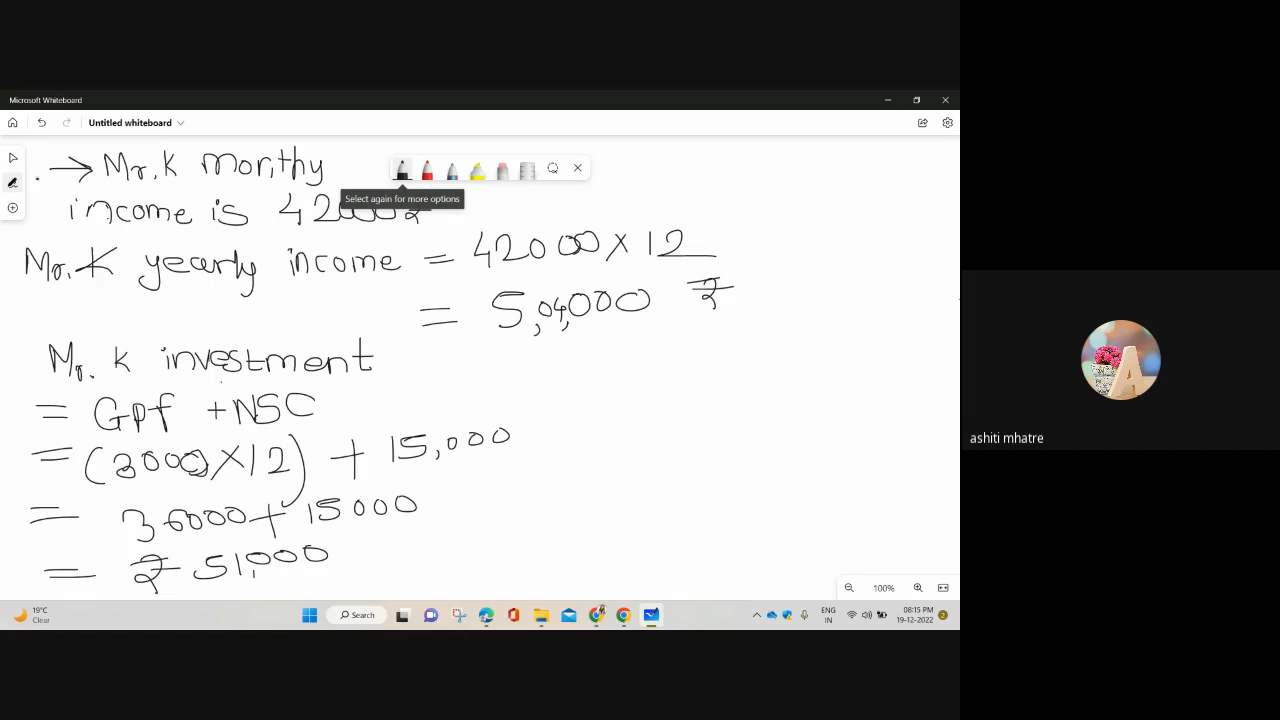 Microsoft Whiteboard
Untitled whiteboard
→ Mr. K monthy
Select again for more options
income is 42000 ₹
Mr. K yearly income = 42000 × 12
= 5,04,000 ₹
Mr. K investment
= Gpf + NSC
= (3000 × 12) + 15,000
= 36000 + 15000
= ₹ 51,000
ashiti mhatre
100%
19°C
Clear
Search
ENG
IN
08:15 PM
19-12-2022
2
A